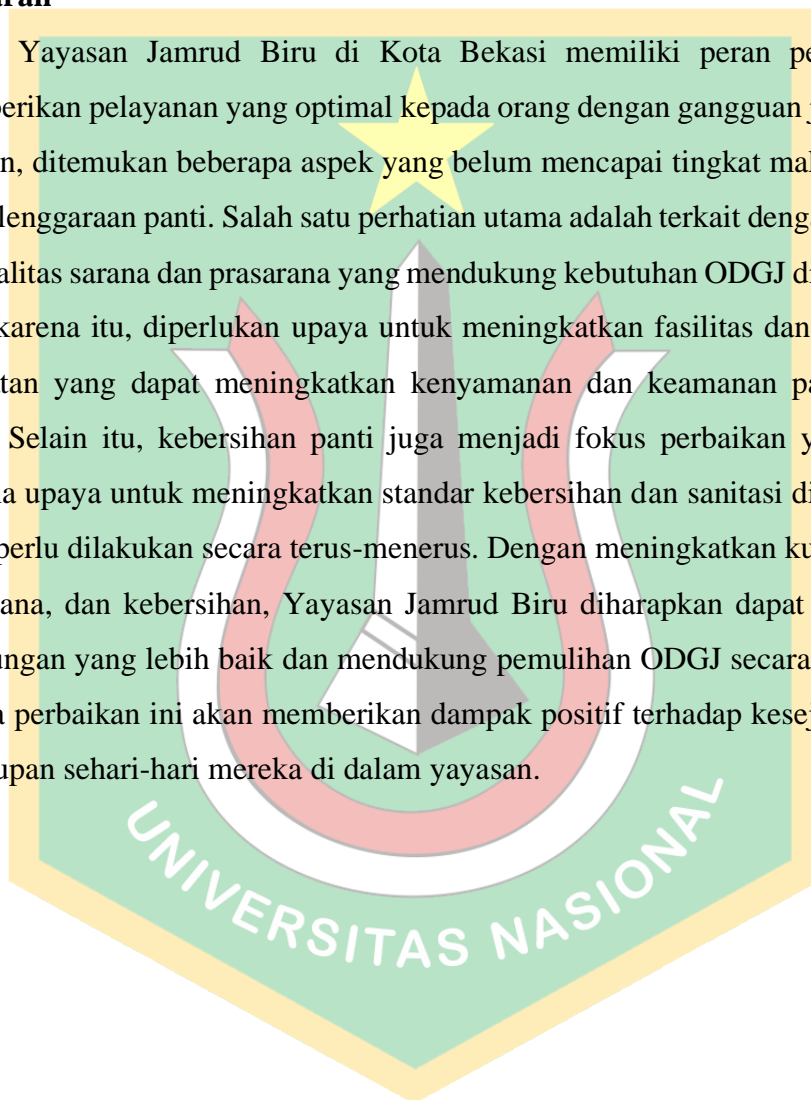 aran
Yayasan Jamrud Biru di Kota Bekasi memiliki peran pe
berikan pelayanan yang optimal kepada orang dengan gangguan j
n, ditemukan beberapa aspek yang belum mencapai tingkat mak
lenggaraan panti. Salah satu perhatian utama adalah terkait denga
alitas sarana dan prasarana yang mendukung kebutuhan ODGJ di
karena itu, diperlukan upaya untuk meningkatkan fasilitas dan
tan yang dapat meningkatkan kenyamanan dan keamanan pa
Selain itu, kebersihan panti juga menjadi fokus perbaikan y
a upaya untuk meningkatkan standar kebersihan dan sanitasi di
perlu dilakukan secara terus-menerus. Dengan meningkatkan ku
ana, dan kebersihan, Yayasan Jamrud Biru diharapkan dapat
ungan yang lebih baik dan mendukung pemulihan ODGJ secara
a perbaikan ini akan memberikan dampak positif terhadap kesej
upan sehari-hari mereka di dalam yayasan.
UNIVERSITAS NASIONAL